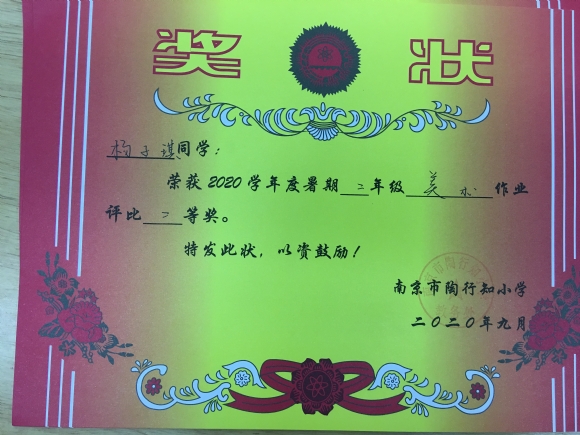 奖状
杨子琪同学：
荣获2020学年度暑期二年级美术作业
评比二等奖。
特发此状，以资鼓励！
南京市陶行知小学
二〇二〇年九月